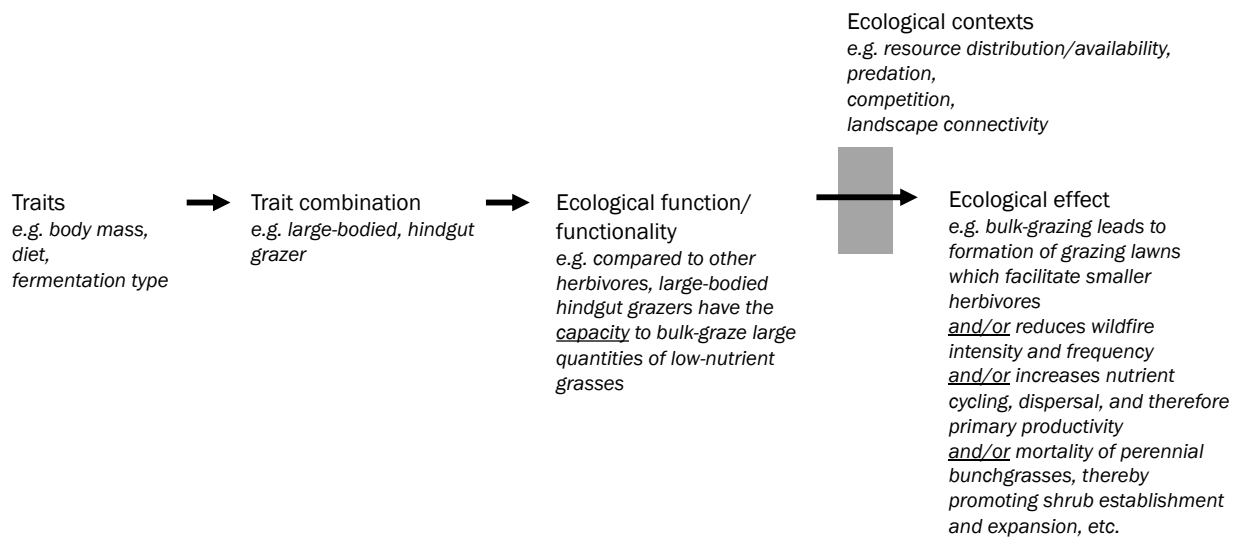 Ecological contexts
e.g. resource distribution/availability,
predation,
competition,
landscape connectivity
Traits
e.g. body mass,
diet,
fermentation type
Trait combination
e.g. large-bodied, hindgut
grazer
Ecological function/
functionality
e.g. compared to other
herbivores, large-bodied
hindgut grazers have the
capacity to bulk-graze large
quantities of low-nutrient
grasses
Ecological effect
e.g. bulk-grazing leads to
formation of grazing lawns
which facilitate smaller
herbivores
and/or reduces wildfire
intensity and frequency
and/or increases nutrient
cycling, dispersal, and therefore
primary productivity
and/or mortality of perennial
bunchgrasses, thereby
promoting shrub establishment
and expansion, etc.